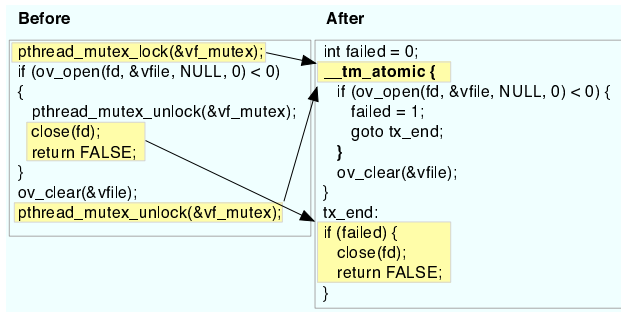 Before
pthread_mutex_lock(&vf_mutex);
if (ov_open(fd, &vfile, NULL, 0) < 0)
{
pthread_mutex_unlock(&vf_mutex);
close(fd);
return FALSE;
}
ov_clear(&vfile);
pthread_mutex_unlock(&vf_mutex);
After
int failed = 0;
__tm_atomic {
if (ov_open(fd, &vfile, NULL, 0) < 0) {
failed = 1;
goto tx_end;
}
ov_clear(&vfile);
}
tx_end:
if (failed) {
close(fd);
return FALSE;
}